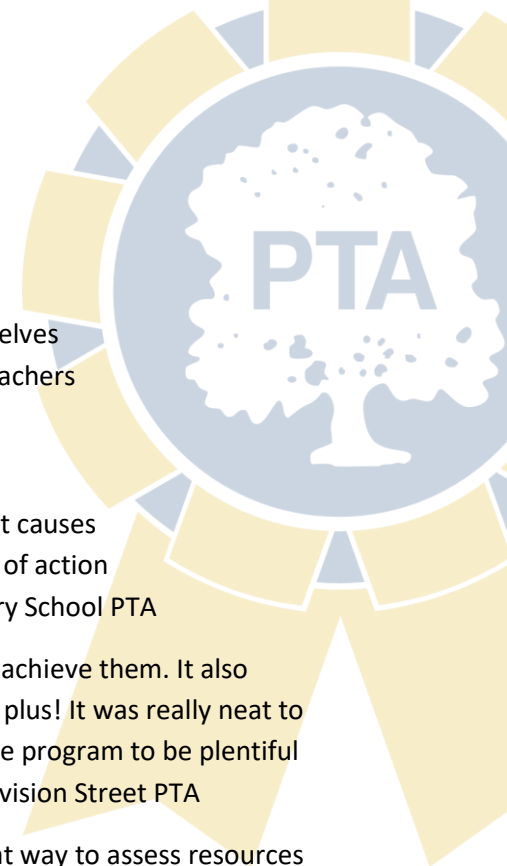 PTA
elves
achers
t causes
of action
ry School PTA
achieve them. It also
plus! It was really neat to
e program to be plentiful
vision Street PTA
t way to assess resources